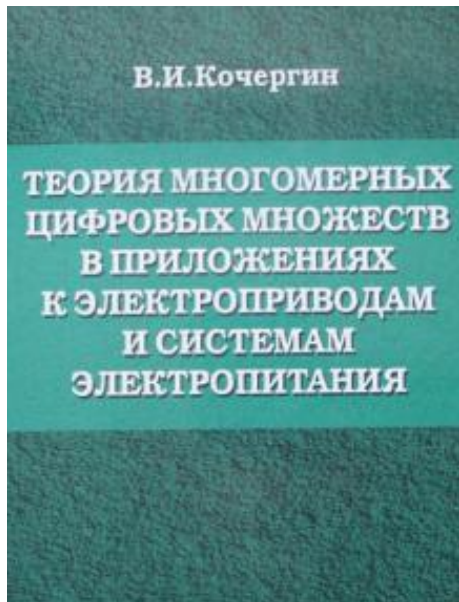 В.И.Кочергин
ТЕОРИЯ МНОГОМЕРНЫХ
ЦИФРОВЫХ МНОЖЕСТВ
В ПРИЛОЖЕНИЯХ
К ЭЛЕКТРОПРИВОДАМ
И СИСТЕМАМ
ЭЛЕКТРОПИТАНИЯ